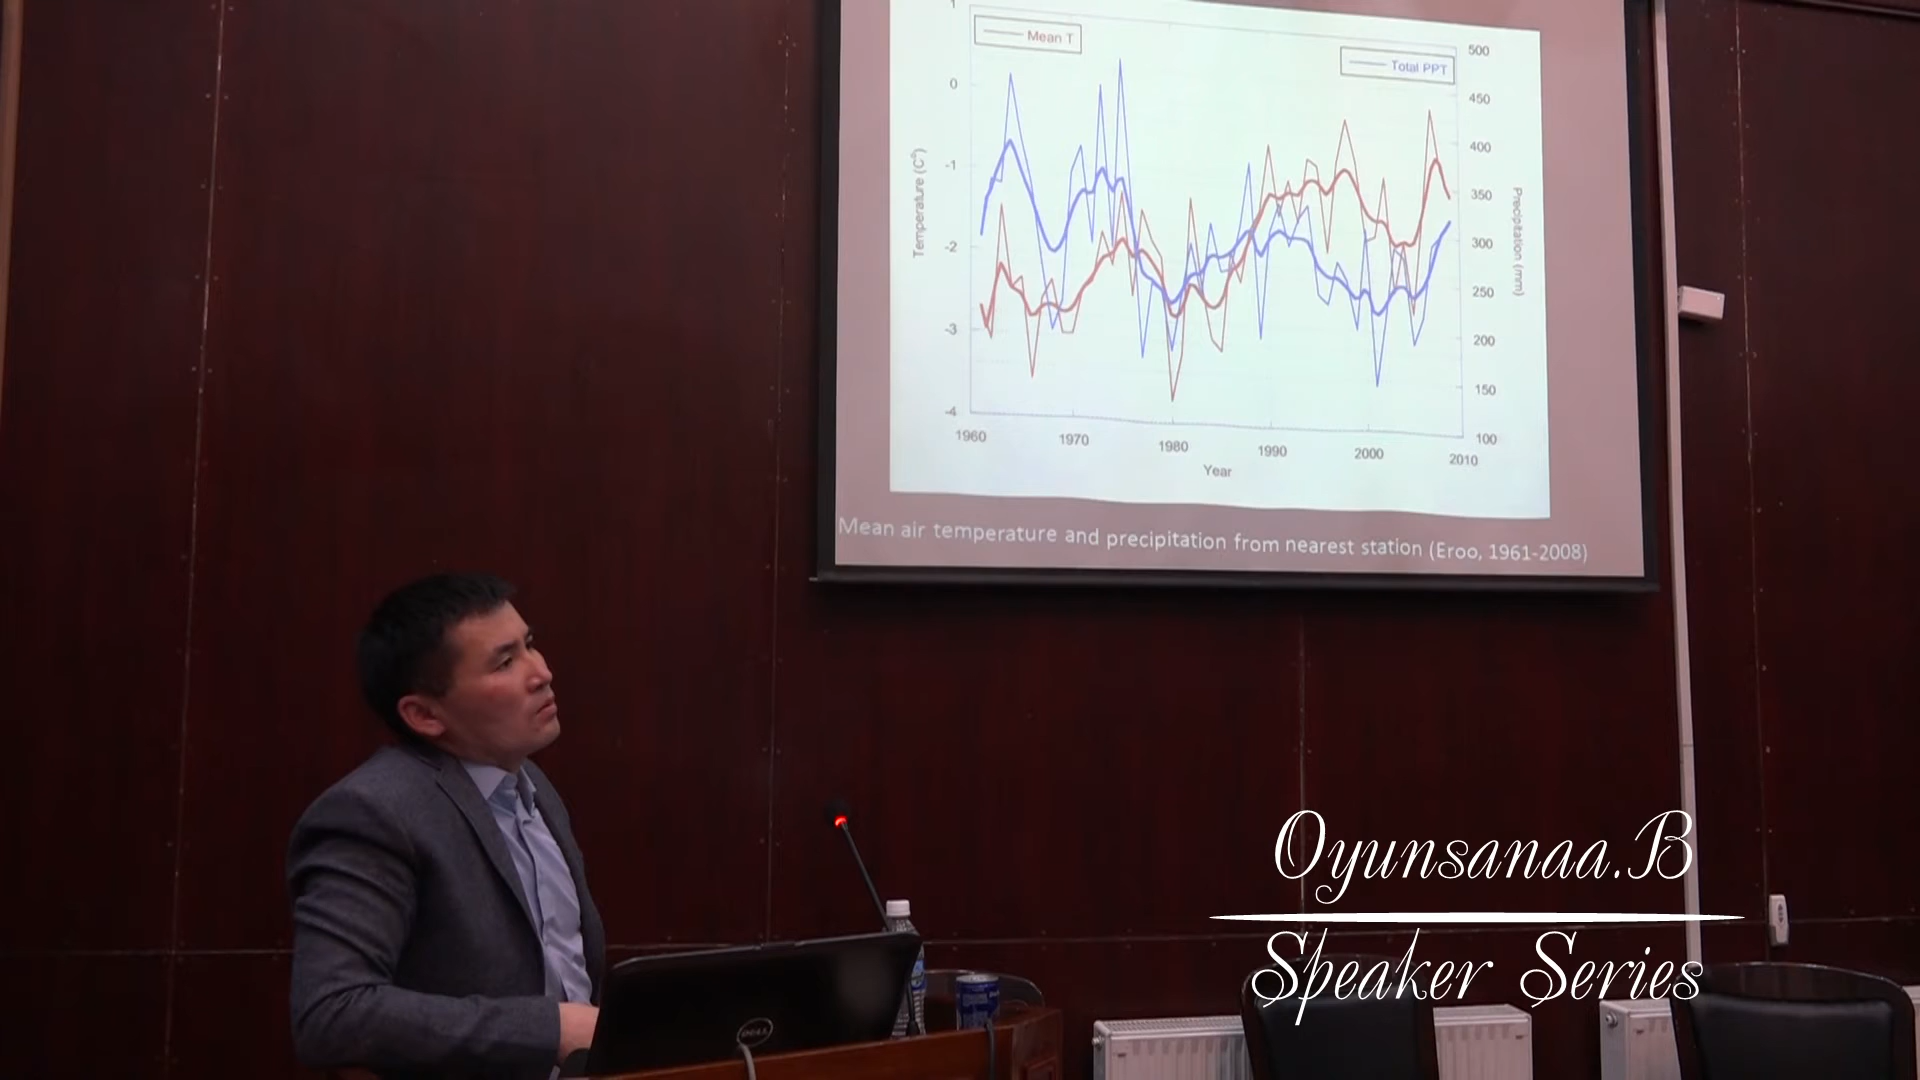 1
Mean T
Total PPT
0
-1
-2
-3
-4
Temperature (C°)
500
450
400
350
300
250
200
150
100
Precipitation (mm)
1960 1970 1980 1990 2000 2010
Year
Mean air temperature and precipitation from nearest station (Eroo, 1961-2008)
DELL
Oyunsanaa.B
Speaker Series